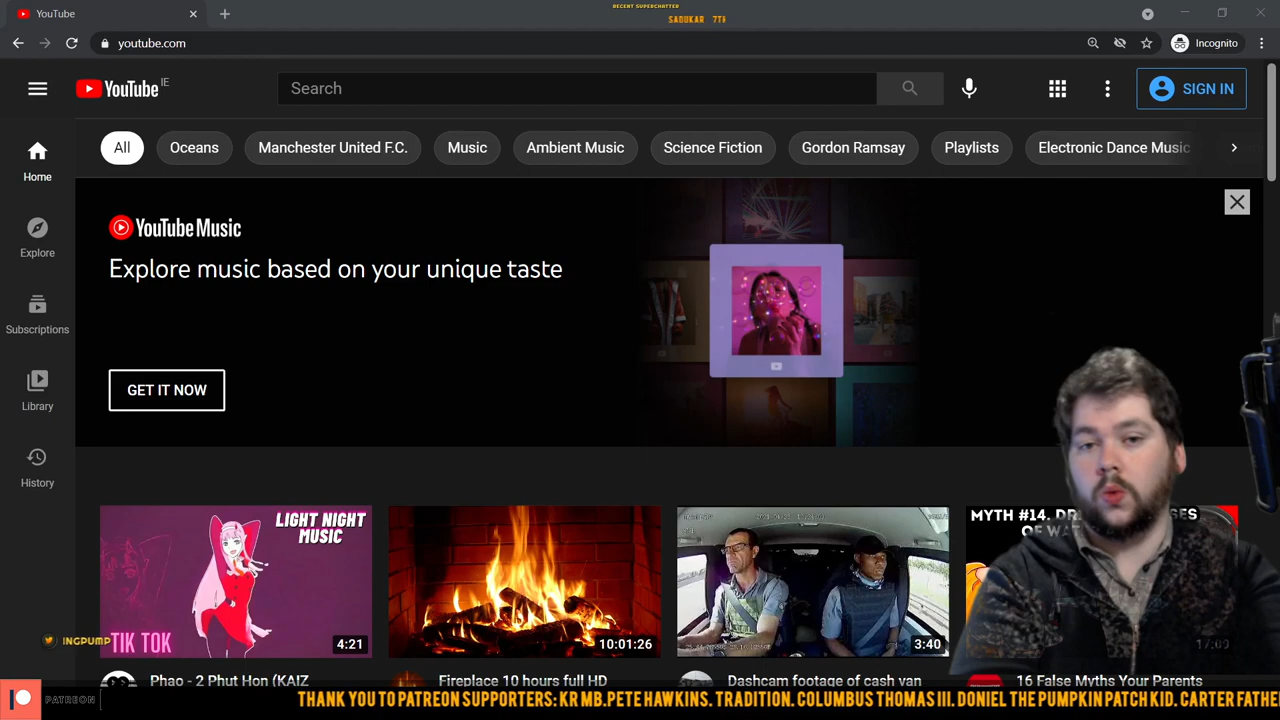 YouTube
RECENT SUPERCHATTER
SADUKAR 7TH
youtube.com
Incognito
YouTube IE
Search
SIGN IN
All
Oceans
Manchester United F.C.
Music
Ambient Music
Science Fiction
Gordon Ramsay
Playlists
Electronic Dance Music
Home
Explore
Subscriptions
Library
History
YouTube Music
Explore music based on your unique taste
GET IT NOW
LIGHT NIGHT
MUSIC
TIK TOK
4:21
10:01:26
3:40
MYTH #14.
17:09
INGPUMP
Phao - 2 Phut Hon (KAIZ
Fireplace 10 hours full HD
Dashcam footage of cash van
16 False Myths Your Parents
PATREON
THANK YOU TO PATREON SUPPORTERS: KR MB.PETE HAWKINS. TRADITION. COLUMBUS THOMAS III. DONIEL THE PUMPKIN PATCH KID. CARTER FATHE